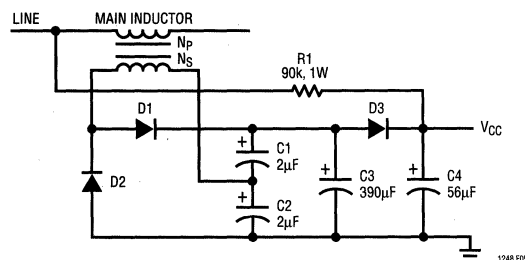 LINE
MAIN INDUCTOR
NP
NS
R1
90k, 1W
D1
D3
VCC
D2
C1
2μF
C2
2μF
C3
390μF
C4
56μF